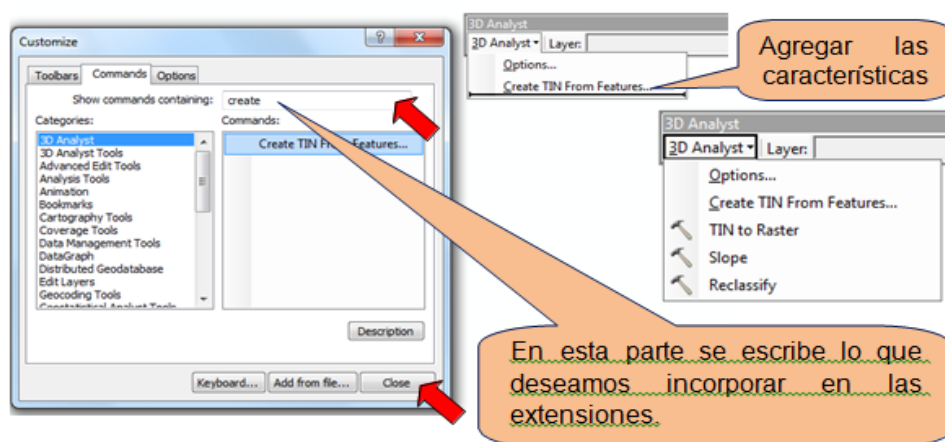 Customize
Toolbars Commands Options
Show commands containing: create
Categories: Commands:
3D Analyst
3D Analyst Tools
Advanced Edit Tools
Analysis Tools
Animation
Bookmarks
Cartography Tools
Coverage Tools
Data Management Tools
DataGraph
Distributed Geodatabase
Edit Layers
Geocoding Tools
Create TIN From Features...
Description
Keyboard... Add from file... Close
3D Analyst
3D Analyst Layer:
Options...
Create TIN From Features...
Agregar las
características
3D Analyst
3D Analyst Layer:
Options...
Create TIN From Features...
TIN to Raster
Slope
Reclassify
En esta parte se escribe lo que
deseamos incorporar en las
extensiones.